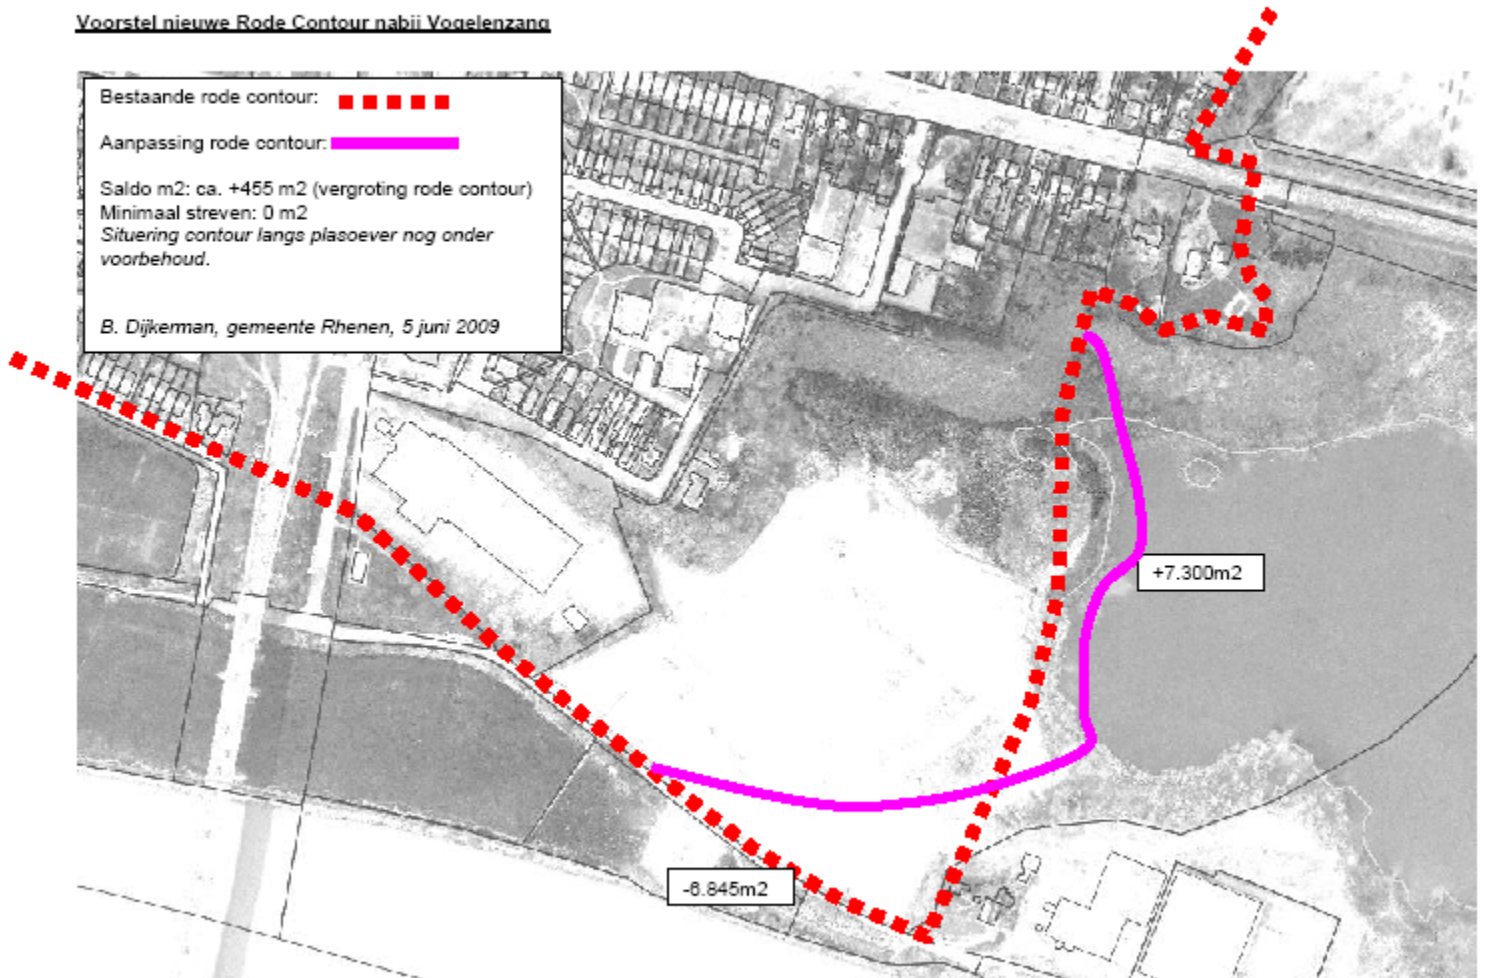 Voorstel nieuwe Rode Contour nabij Vogelenzang
Bestaande rode contour:
Aanpassing rode contour:
Saldo m2: ca. +455 m2 (vergroting rode contour)
Minimaal streven: 0 m2
Situering contour langs plasoever nog onder
voorbehoud.
B. Dijkerman, gemeente Rhenen, 5 juni 2009
+7.300m2
-6.845m2